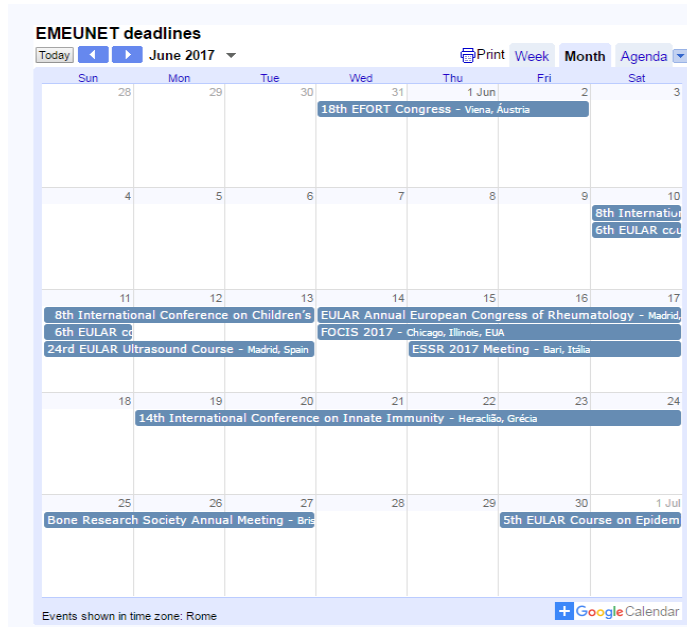 EMEUNET deadlines
Today June 2017 Print Week Month Agenda
Sun Mon Tue Wed Thu Fri Sat
28 29 30 31 1 Jun 2 3
18th EFORT Congress - Viena, Áustria
4 5 6 7 8 9 10
8th Internation
6th EULAR cou
11 12 13 14 15 16 17
8th International Conference on Children's EULAR Annual European Congress of Rheumatology - Madrid,
6th EULAR co FOCIS 2017 - Chicago, Illinois, EUA
24rd EULAR Ultrasound Course - Madrid, Spain ESSR 2017 Meeting - Bari, Itália
18 19 20 21 22 23 24
14th International Conference on Innate Immunity - Heraclião, Grécia
25 26 27 28 29 30 1 Jul
Bone Research Society Annual Meeting - Bris 5th EULAR Course on Epidem
Events shown in time zone: Rome + Google Calendar